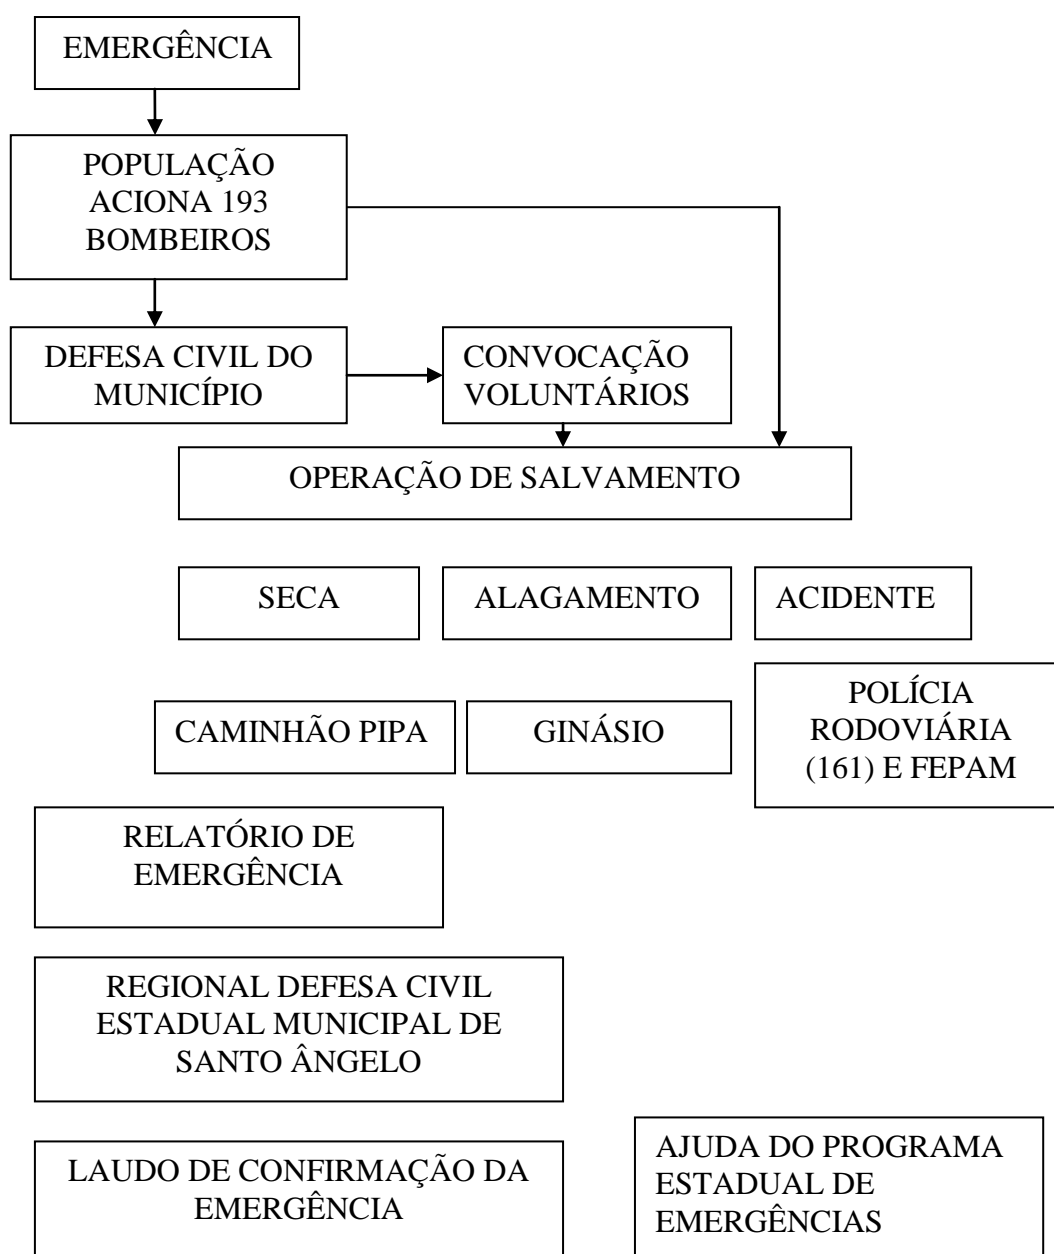 EMERGÊNCIA
POPULAÇÃO
ACIONA 193
BOMBEIROS
DEFESA CIVIL DO
MUNICÍPIO
CONVOCAÇÃO
VOLUNTÁRIOS
OPERAÇÃO DE SALVAMENTO
SECA
ALAGAMENTO
ACIDENTE
CAMINHÃO PIPA
GINÁSIO
POLÍCIA
RODOVIÁRIA
(161) E FEPAM
RELATÓRIO DE
EMERGÊNCIA
REGIONAL DEFESA CIVIL
ESTADUAL MUNICIPAL DE
SANTO ÂNGELO
LAUDO DE CONFIRMAÇÃO DA
EMERGÊNCIA
AJUDA DO PROGRAMA
ESTADUAL DE
EMERGÊNCIAS